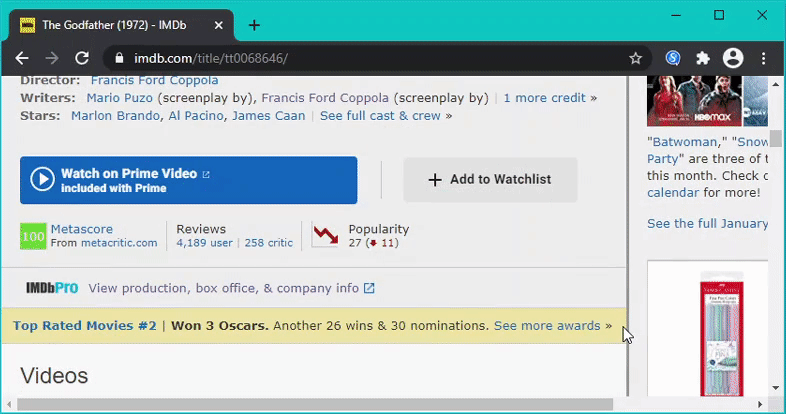 The Godfather (1972) - IMDb
imdb.com/title/tt0068646/
Director: Francis Ford Coppola
Writers: Mario Puzo (screenplay by), Francis Ford Coppola (screenplay by) | 1 more credit »
Stars: Marlon Brando, Al Pacino, James Caan | See full cast & crew »
Watch on Prime Video
included with Prime
Add to Watchlist
100 Metascore
From metacritic.com
Reviews
4,189 user | 258 critic
Popularity
27 (11)
IMDbPro View production, box office, & company info
Top Rated Movies #2 | Won 3 Oscars. Another 26 wins & 30 nominations. See more awards »
Videos
HBOMAX
"Batwoman," "Snow
Party" are three of t
this month. Check o
calendar for more!
See the full January